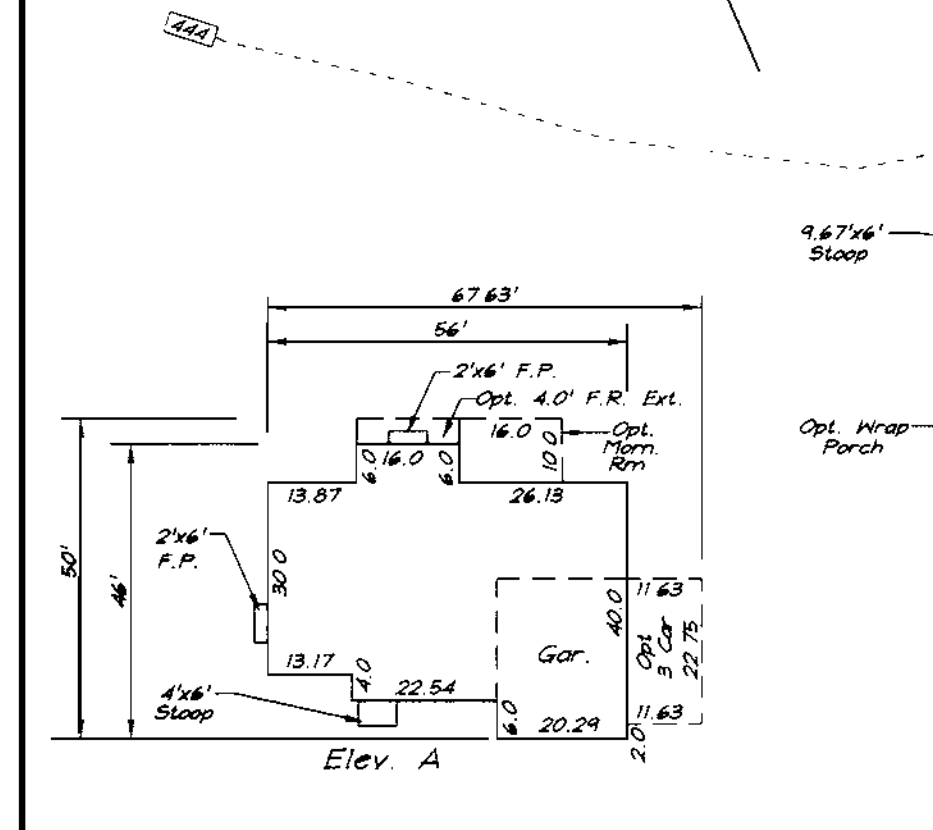 444
9.67'x6'
Stoop
67 63'
56'
2'x6' F.P.
Opt. 4.0' F.R. Ext.
16.0
Opt.
Morn.
Rm
10 0
Opt. Wrap
Porch
6.0
16.0
6.0
13.87
26.13
2'x6'
F.P.
50'
46'
30 0
11 63
40.0
Opt
3 Car
22 75
Gar.
13.17
4.0
22.54
4'x6'
Stoop
6.0
20.29
11.63
2.0
Elev. A